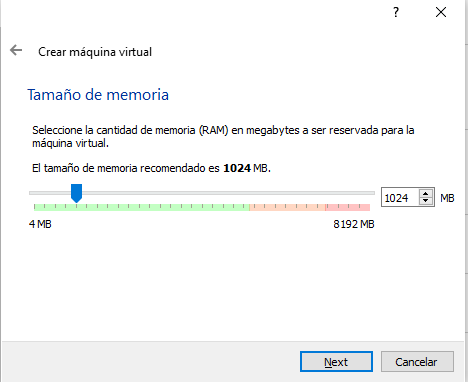 ?
Crear máquina virtual
Tamaño de memoria
Seleccione la cantidad de memoria (RAM) en megabytes a ser reservada para la
máquina virtual.
El tamaño de memoria recomendado es 1024 MB.
1024 MB
4 MB 8192 MB
Next Cancelar